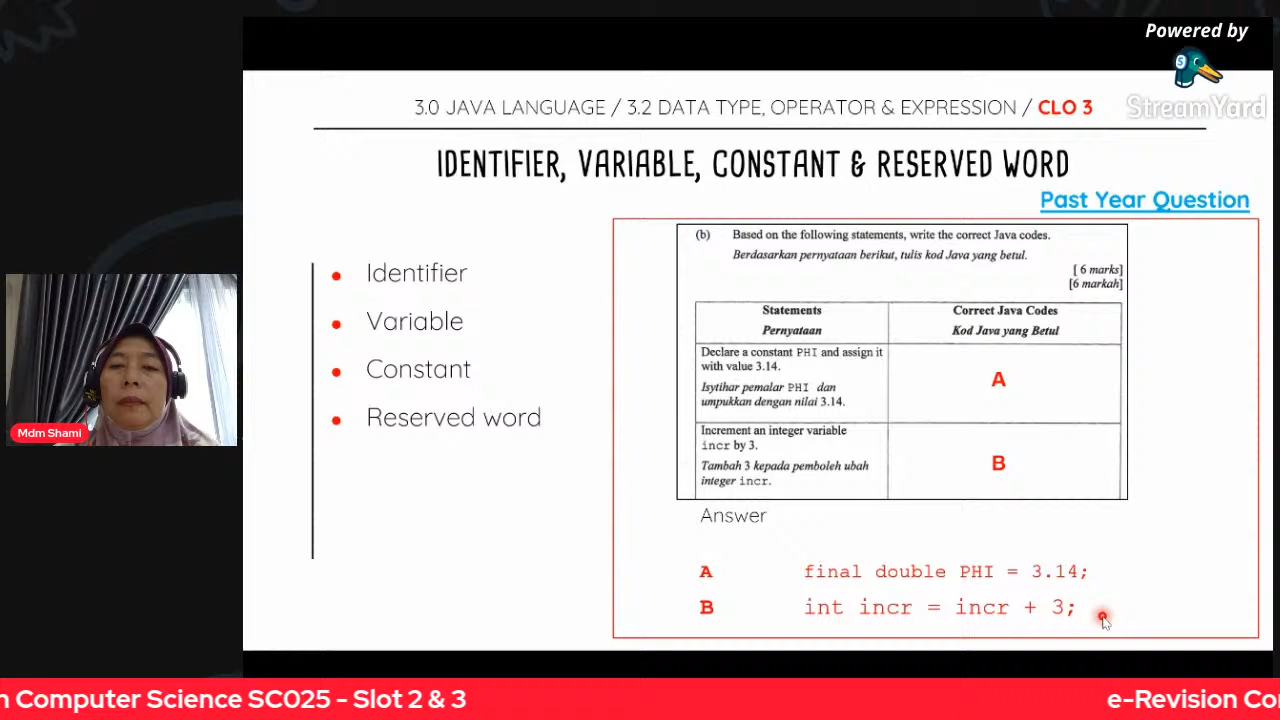 Powered by
StreamYard
3.0 JAVA LANGUAGE / 3.2 DATA TYPE, OPERATOR & EXPRESSION / CLO 3
IDENTIFIER, VARIABLE, CONSTANT & RESERVED WORD
Past Year Question
• Identifier
• Variable
• Constant
• Reserved word
(b) Based on the following statements, write the correct Java codes.
Berdasarkan pernyataan berikut, tulis kod Java yang betul.
[ 6 marks]
[6 markah]
Statements
Pernyataan
Correct Java Codes
Kod Java yang Betul
Declare a constant PHI and assign it
with value 3.14.
Isytihar pemalar PHI dan
umpukkan dengan nilai 3.14.
A
Increment an integer variable
incr by 3.
Tambah 3 kepada pemboleh ubah
integer incr.
B
Answer
A final double PHI = 3.14;
B int incr = incr + 3;
Mdm Shami
n Computer Science SC025 - Slot 2 & 3
e-Revision Co